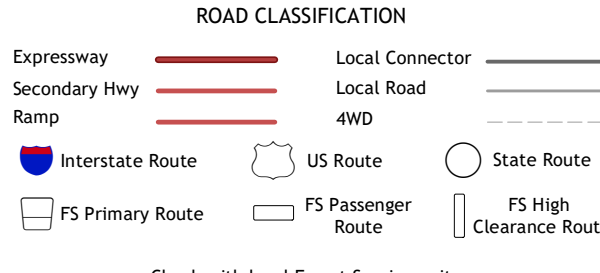 ROAD CLASSIFICATION
Expressway
Local Connector
Secondary Hwy
Local Road
Ramp
4WD
Interstate Route
US Route
State Route
FS Primary Route
FS Passenger
Route
FS High
Clearance Rout